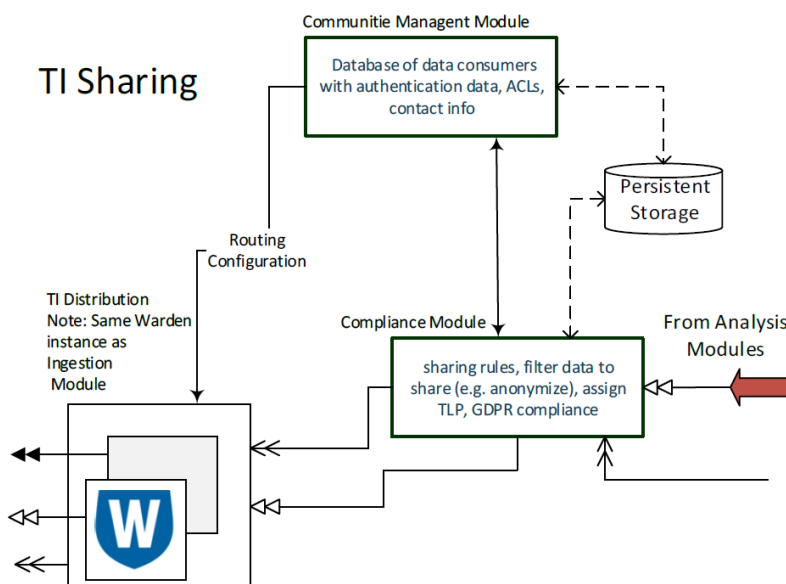 Communitie Managent Module
TI Sharing
Database of data consumers
with authentication data, ACLs,
contact info
Persistent
Storage
Routing
Configuration
TI Distribution
Note: Same Warden
instance as
Ingestion
Module
Compliance Module
From Analysis
Modules
sharing rules, filter data to
share (e.g. anonymize), assign
TLP, GDPR compliance
W